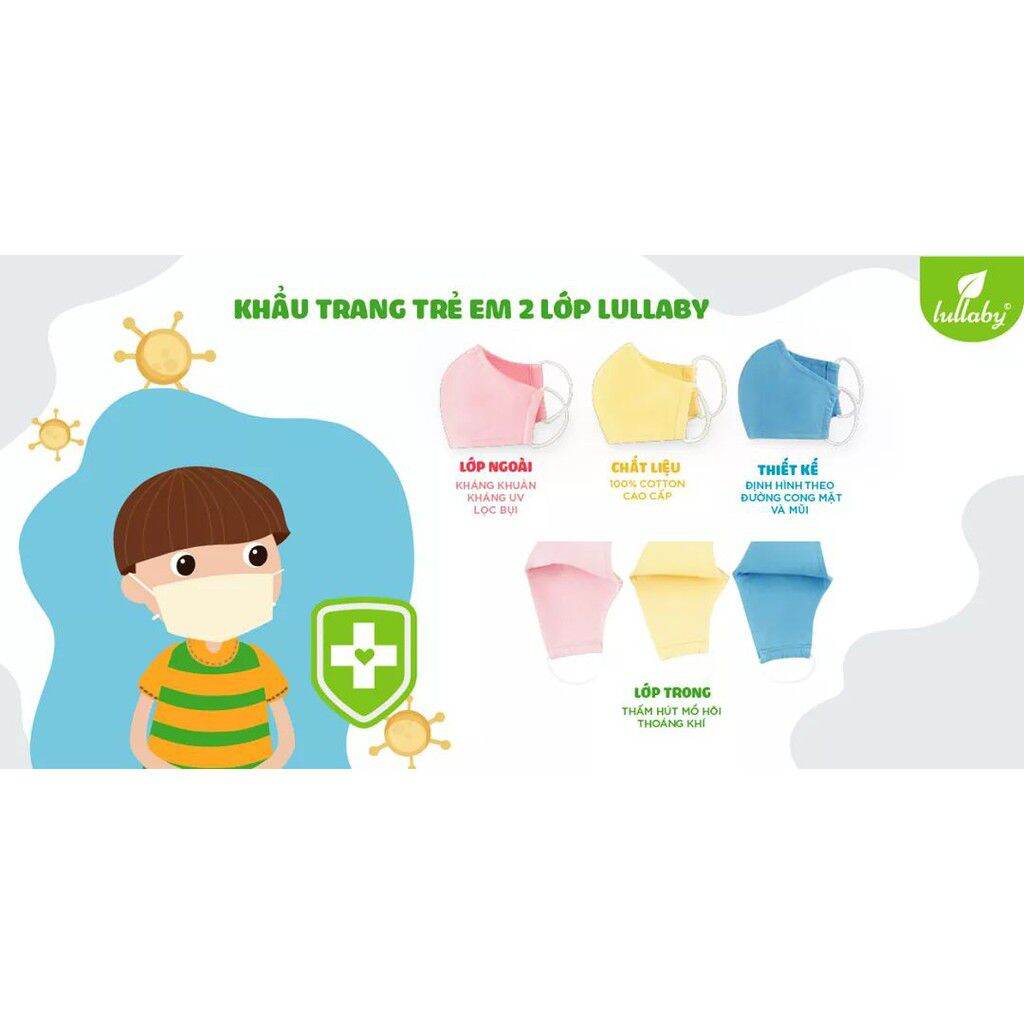 KHẨU TRANG TRẺ EM 2 LỚP LULLABY
lullaby©
LỚP NGOÀI
KHÁNG KHUẨN
KHÁNG UV
LỌC BỤI
CHẤT LIỆU
100% COTTON
CAO CẤP
THIẾT KẾ
ĐỊNH HÌNH THEO
ĐƯỜNG CONG MẶT
VÀ MŨI
LỚP TRONG
THẤM HÚT MỒ HÔI
THOÁNG KHÍ